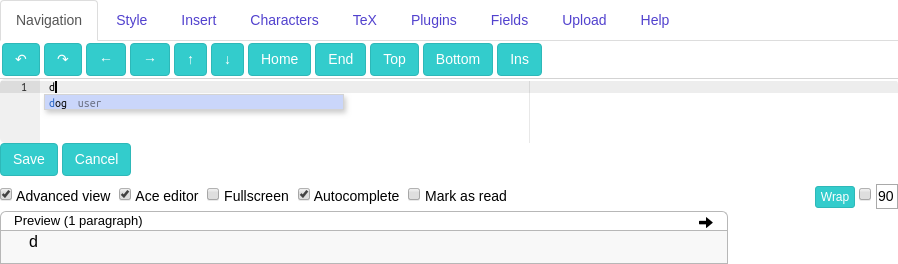 Navigation Style Insert Characters TeX Plugins Fields Upload Help
↶ ↷ ← → ↑ ↓ Home End Top Bottom Ins
1 d
dog user
Save Cancel
Advanced view Ace editor Fullscreen Autocomplete Mark as read Wrap 90
Preview (1 paragraph)
d